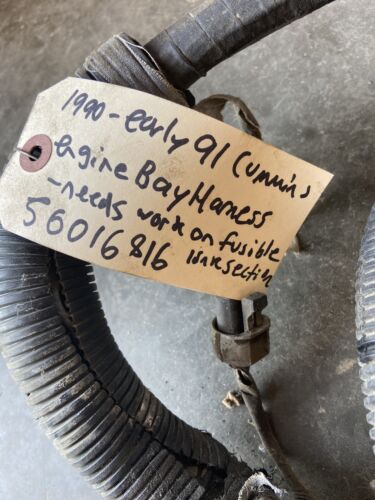 1990 - early 91 Cummins
engine Bay Harness
- needs work on fusible
link section
56016816